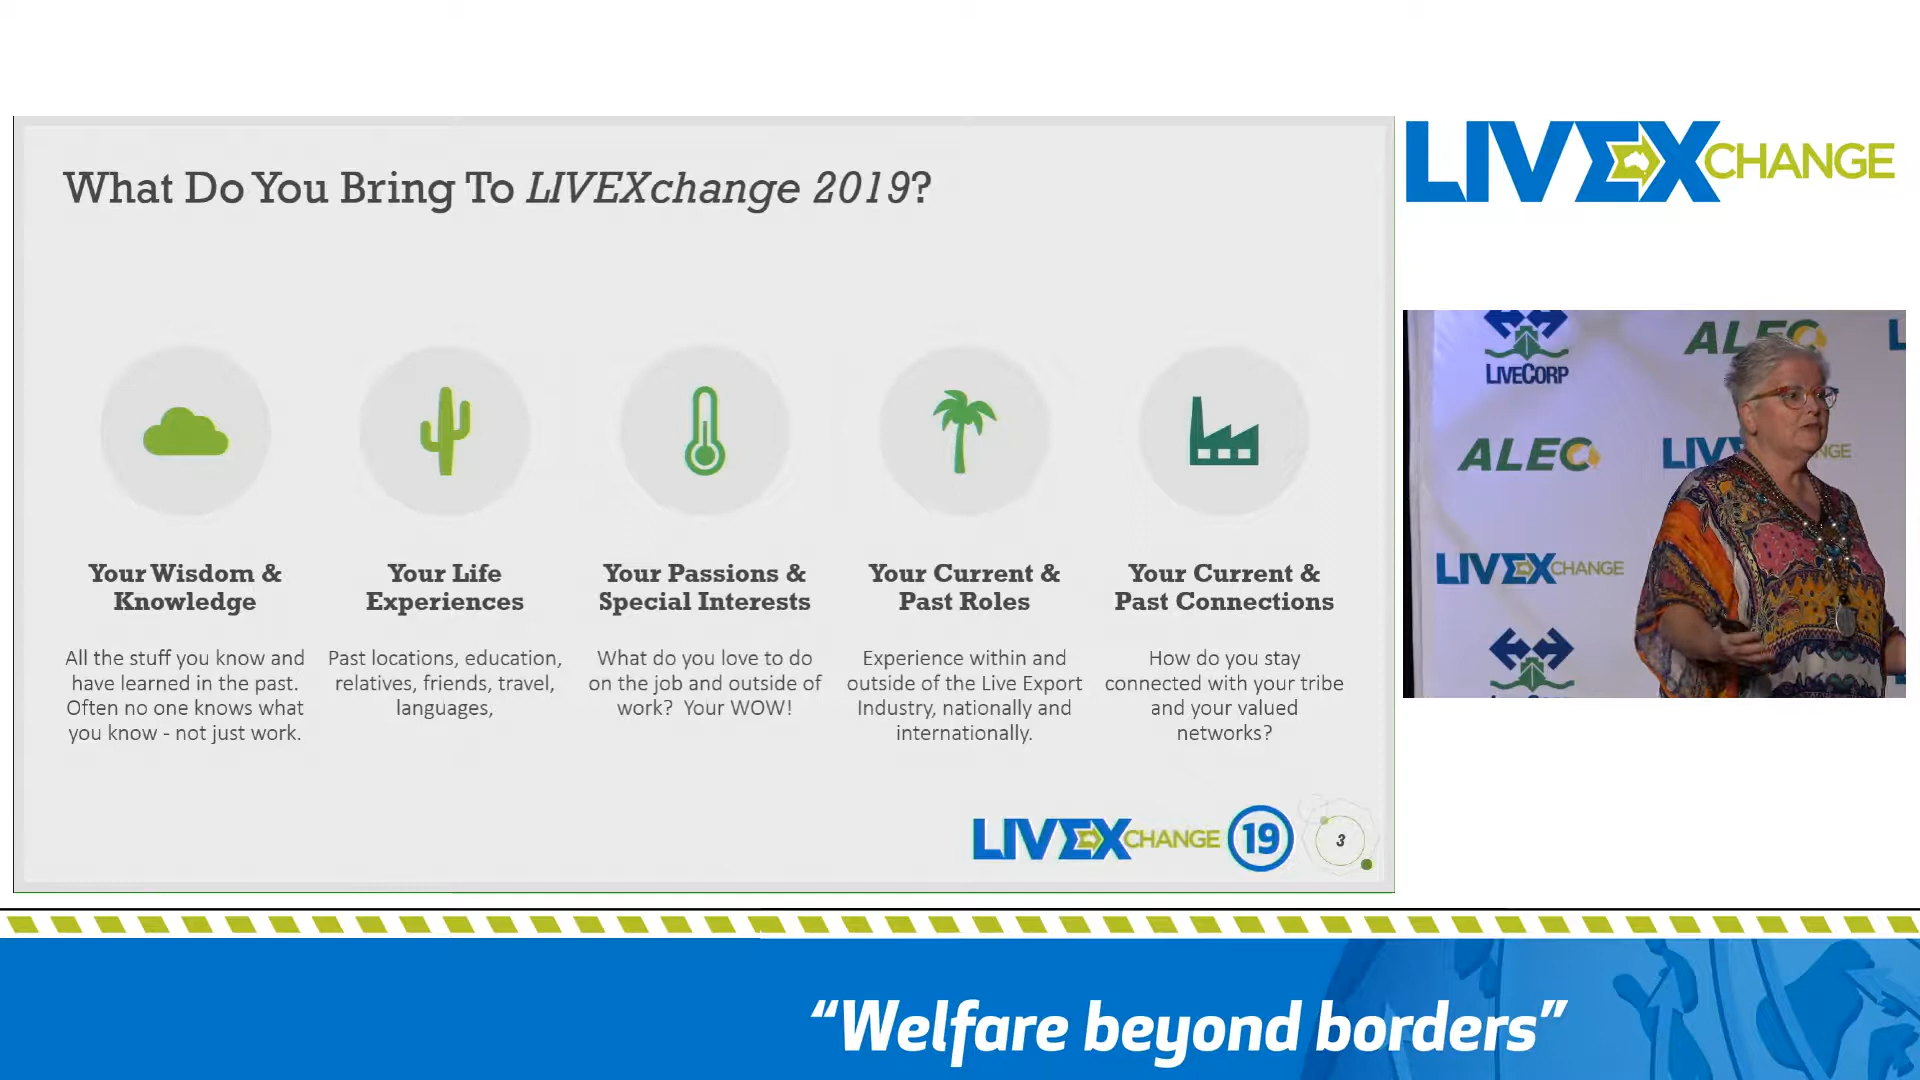 What Do You Bring To LIVEXchange 2019?
LIVEXCHANGE
Your Wisdom &
Knowledge
All the stuff you know and
have learned in the past.
Often no one knows what
you know - not just work.
Your Life
Experiences
Past locations, education,
relatives, friends, travel,
languages,
Your Passions &
Special Interests
What do you love to do
on the job and outside of
work? Your WOW!
Your Current &
Past Roles
Experience within and
outside of the Live Export
Industry, nationally and
internationally.
Your Current &
Past Connections
How do you stay
connected with your tribe
and your valued
networks?
LIVEXCHANGE 19
3
LIVECORP
ALEC
ALEC
LIV NGE
LIVEXCHANGE
“Welfare beyond borders”